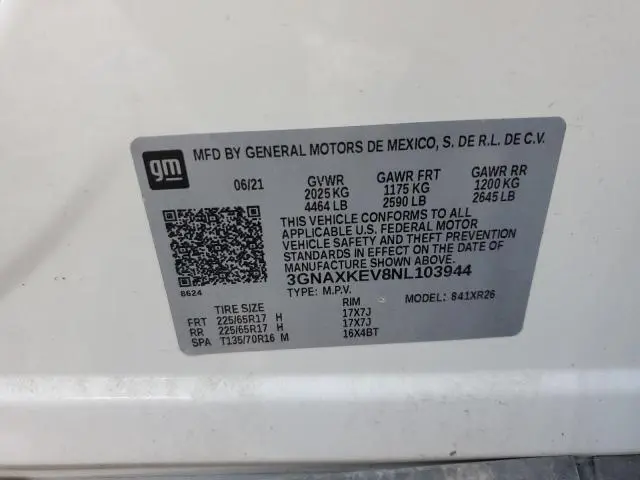 gm
MFD BY GENERAL MOTORS DE MEXICO, S. DE R.L. DE C.V.
06/21 GVWR GAWR FRT GAWR RR
2025 KG 1175 KG 1200 KG
4464 LB 2590 LB 2645 LB
THIS VEHICLE CONFORMS TO ALL
APPLICABLE U.S. FEDERAL MOTOR
VEHICLE SAFETY AND THEFT PREVENTION
STANDARDS IN EFFECT ON THE DATE OF
MANUFACTURE SHOWN ABOVE.
3GNAXKEV8NL103944
8624 TYPE: M.P.V. MODEL: 841XR26
TIRE SIZE RIM
FRT 225/65R17 H 17X7J
RR 225/65R17 H 17X7J
SPA T135/70R16 M 16X4BT